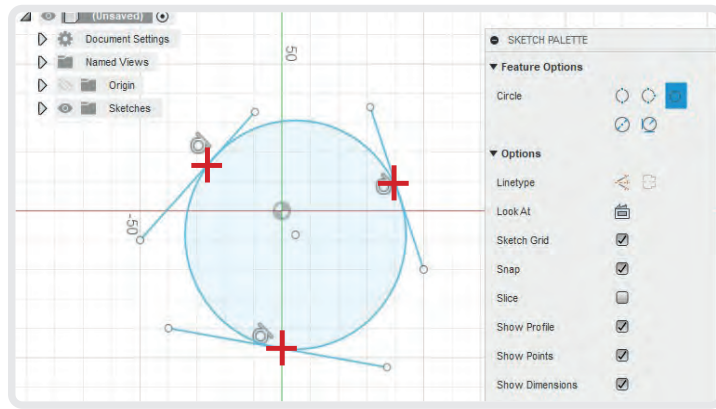 (Unsaved)
Document Settings
Named Views
Origin
Sketches
50
-50
SKETCH PALETTE
Feature Options
Circle
Options
Linetype
Look At
Sketch Grid
Snap
Slice
Show Profile
Show Points
Show Dimensions